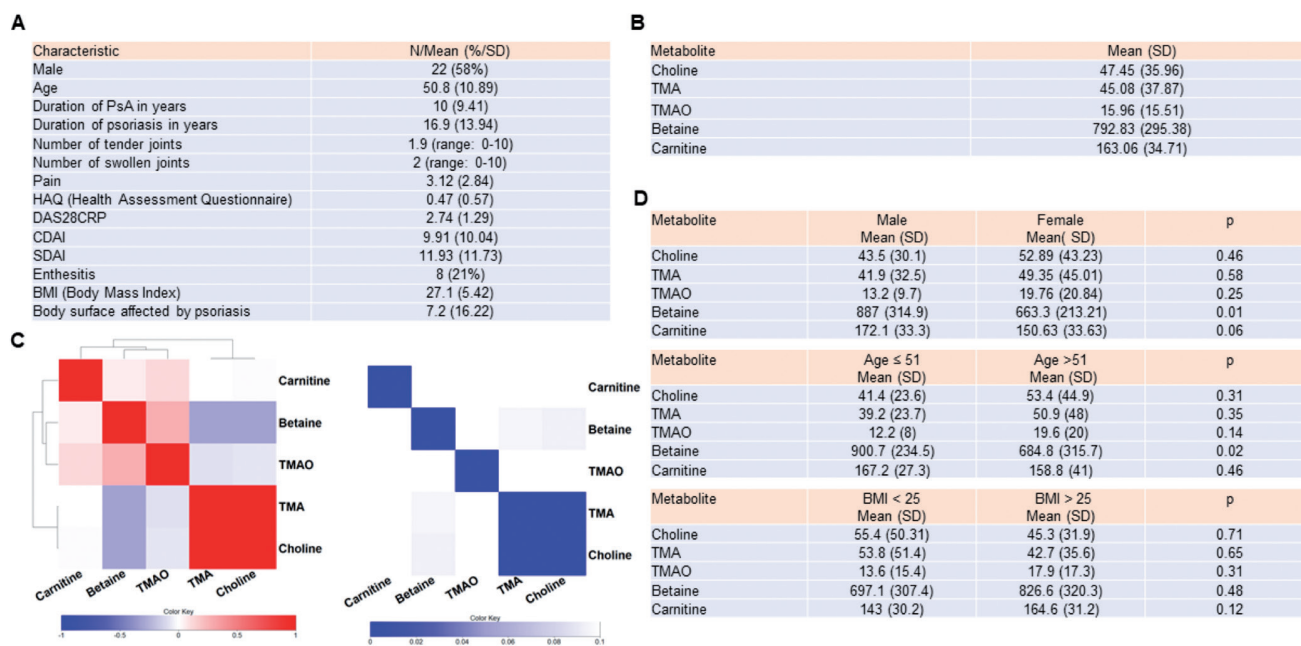 A
Characteristic N/Mean (%/SD)
Male 22 (58%)
Age 50.8 (10.89)
Duration of PsA in years 10 (9.41)
Duration of psoriasis in years 16.9 (13.94)
Number of tender joints 1.9 (range: 0-10)
Number of swollen joints 2 (range: 0-10)
Pain 3.12 (2.84)
HAQ (Health Assessment Questionnaire) 0.47 (0.57)
DAS28CRP 2.74 (1.29)
CDAI 9.91 (10.04)
SDAI 11.93 (11.73)
Enthesitis 8 (21%)
BMI (Body Mass Index) 27.1 (5.42)
Body surface affected by psoriasis 7.2 (16.22)
B
Metabolite Mean (SD)
Choline 47.45 (35.96)
TMA 45.08 (37.87)
TMAO 15.96 (15.51)
Betaine 792.83 (295.38)
Carnitine 163.06 (34.71)
C
Carnitine
Betaine
TMAO
TMA
Choline
Carnitine Betaine TMAO TMA Choline
Color Key
-1 -0.5 0 0.5 1
Carnitine
Betaine
TMAO
TMA
Choline
Carnitine Betaine TMAO TMA Choline
Color Key
0 0.02 0.04 0.06 0.08 0.1
D
Metabolite Male Female p
Mean (SD) Mean( SD)
Choline 43.5 (30.1) 52.89 (43.23) 0.46
TMA 41.9 (32.5) 49.35 (45.01) 0.58
TMAO 13.2 (9.7) 19.76 (20.84) 0.25
Betaine 887 (314.9) 663.3 (213.21) 0.01
Carnitine 172.1 (33.3) 150.63 (33.63) 0.06
Metabolite Age ≤ 51 Age >51 p
Mean (SD) Mean (SD)
Choline 41.4 (23.6) 53.4 (44.9) 0.31
TMA 39.2 (23.7) 50.9 (48) 0.35
TMAO 12.2 (8) 19.6 (20) 0.14
Betaine 900.7 (234.5) 684.8 (315.7) 0.02
Carnitine 167.2 (27.3) 158.8 (41) 0.46
Metabolite BMI < 25 BMI > 25 p
Mean (SD) Mean (SD)
Choline 55.4 (50.31) 45.3 (31.9) 0.71
TMA 53.8 (51.4) 42.7 (35.6) 0.65
TMAO 13.6 (15.4) 17.9 (17.3) 0.31
Betaine 697.1 (307.4) 826.6 (320.3) 0.48
Carnitine 143 (30.2) 164.6 (31.2) 0.12